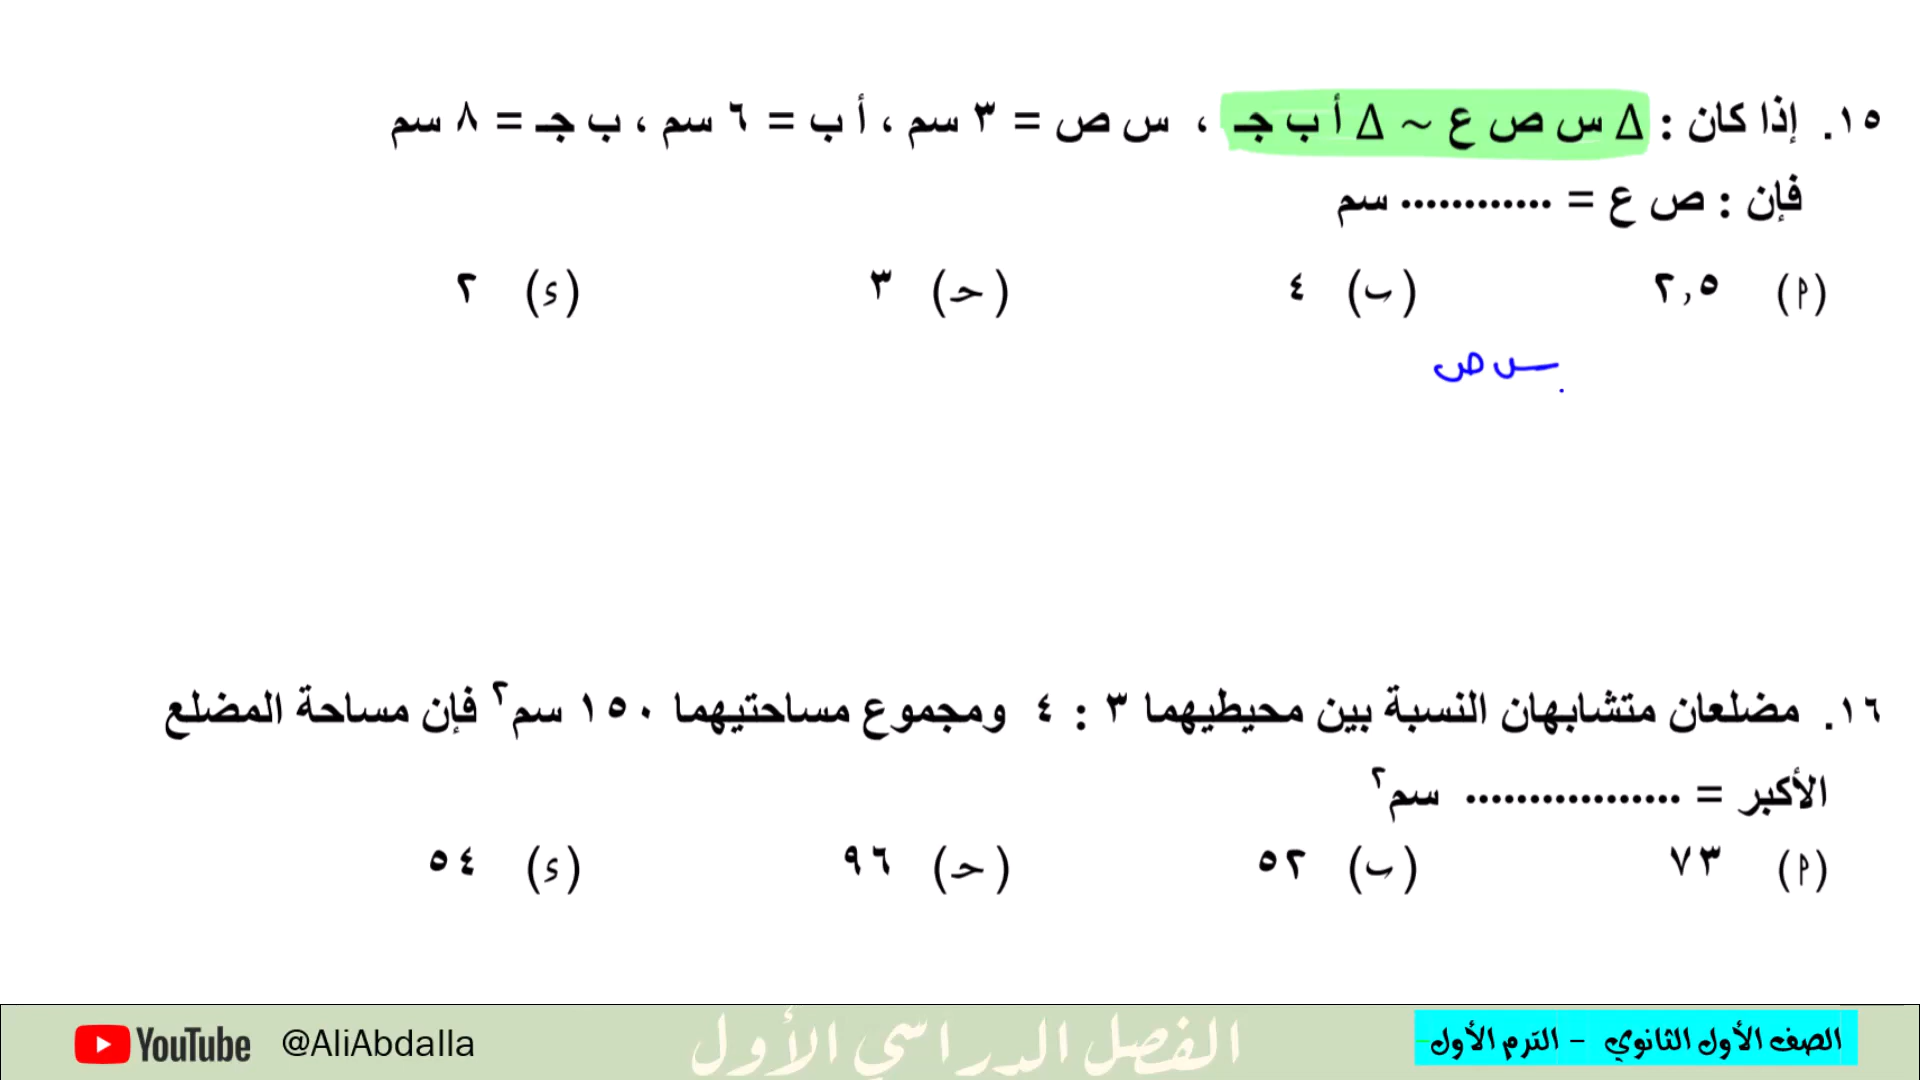 ١٥. إذا كان : Δ س ص ع ~ Δ أ ب جـ ، س ص = ٣ سم ، أ ب = ٦ سم ، ب جـ = ٨ سم
فإن : ص ع = ............ سم
(أ) ٢,٥ (ب) ٤ (حـ) ٣ (ء) ٢
س ص
١٦. مضلعان متشابهان النسبة بين محيطيهما ٣ : ٤ ومجموع مساحتيهما ١٥٠ سم٢ فإن مساحة المضلع
الأكبر = ................. سم٢
(أ) ٧٣ (ب) ٥٢ (حـ) ٩٦ (ء) ٥٤
الصف الأول الثانوي - الترم الأول- الفصل الدراسي الأول YouTube @AliAbdalla